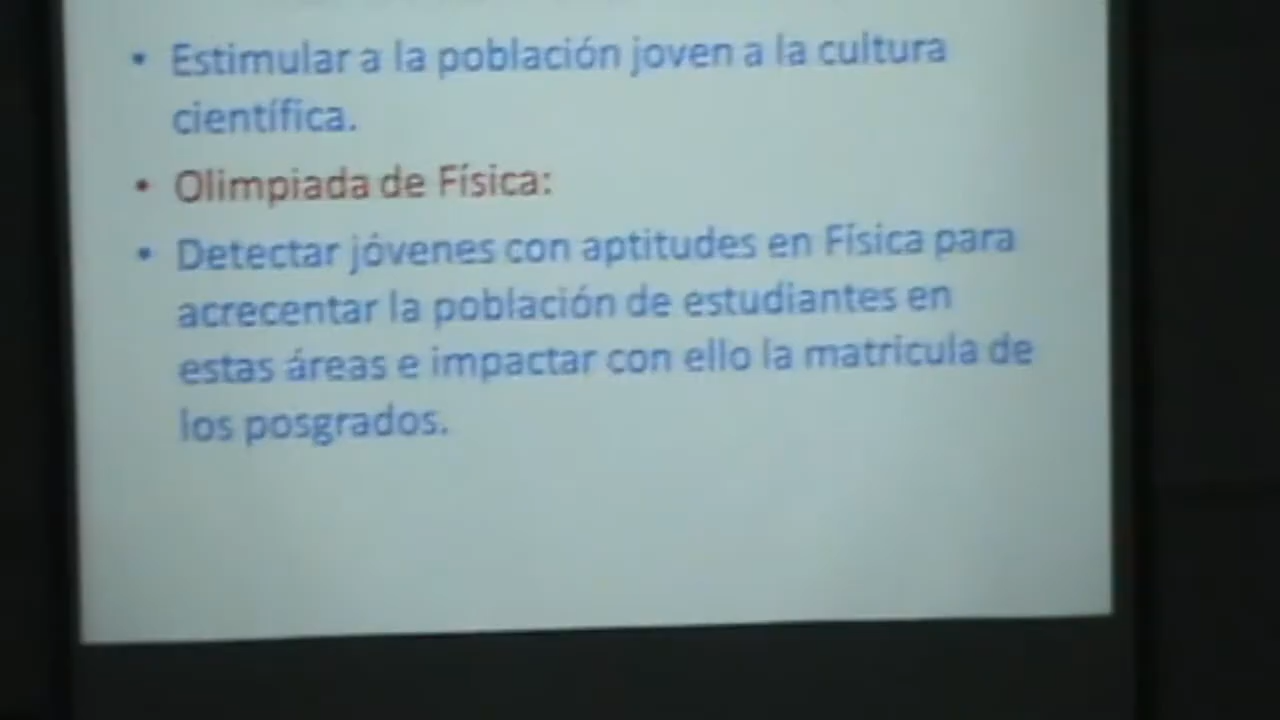 • Estimular a la población joven a la cultura
científica.
• Olimpiada de Física:
• Detectar jóvenes con aptitudes en Física para
acrecentar la población de estudiantes en
estas áreas e impactar con ello la matricula de
los posgrados.